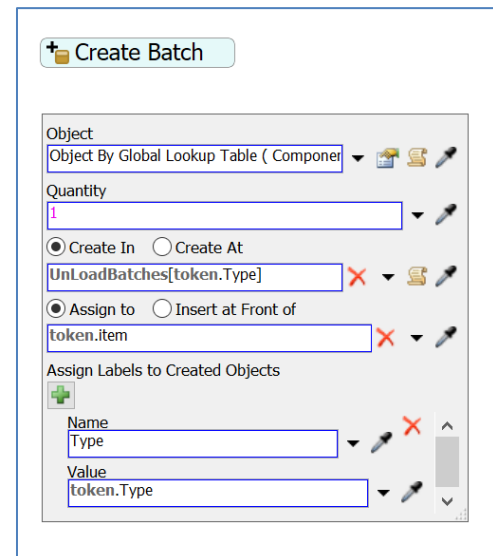 Create Batch
Object
Object By Global Lookup Table ( Componer
Quantity
1
Create In Create At
UnLoadBatches[token.Type]
Assign to Insert at Front of
token.item
Assign Labels to Created Objects
Name
Type
Value
token.Type